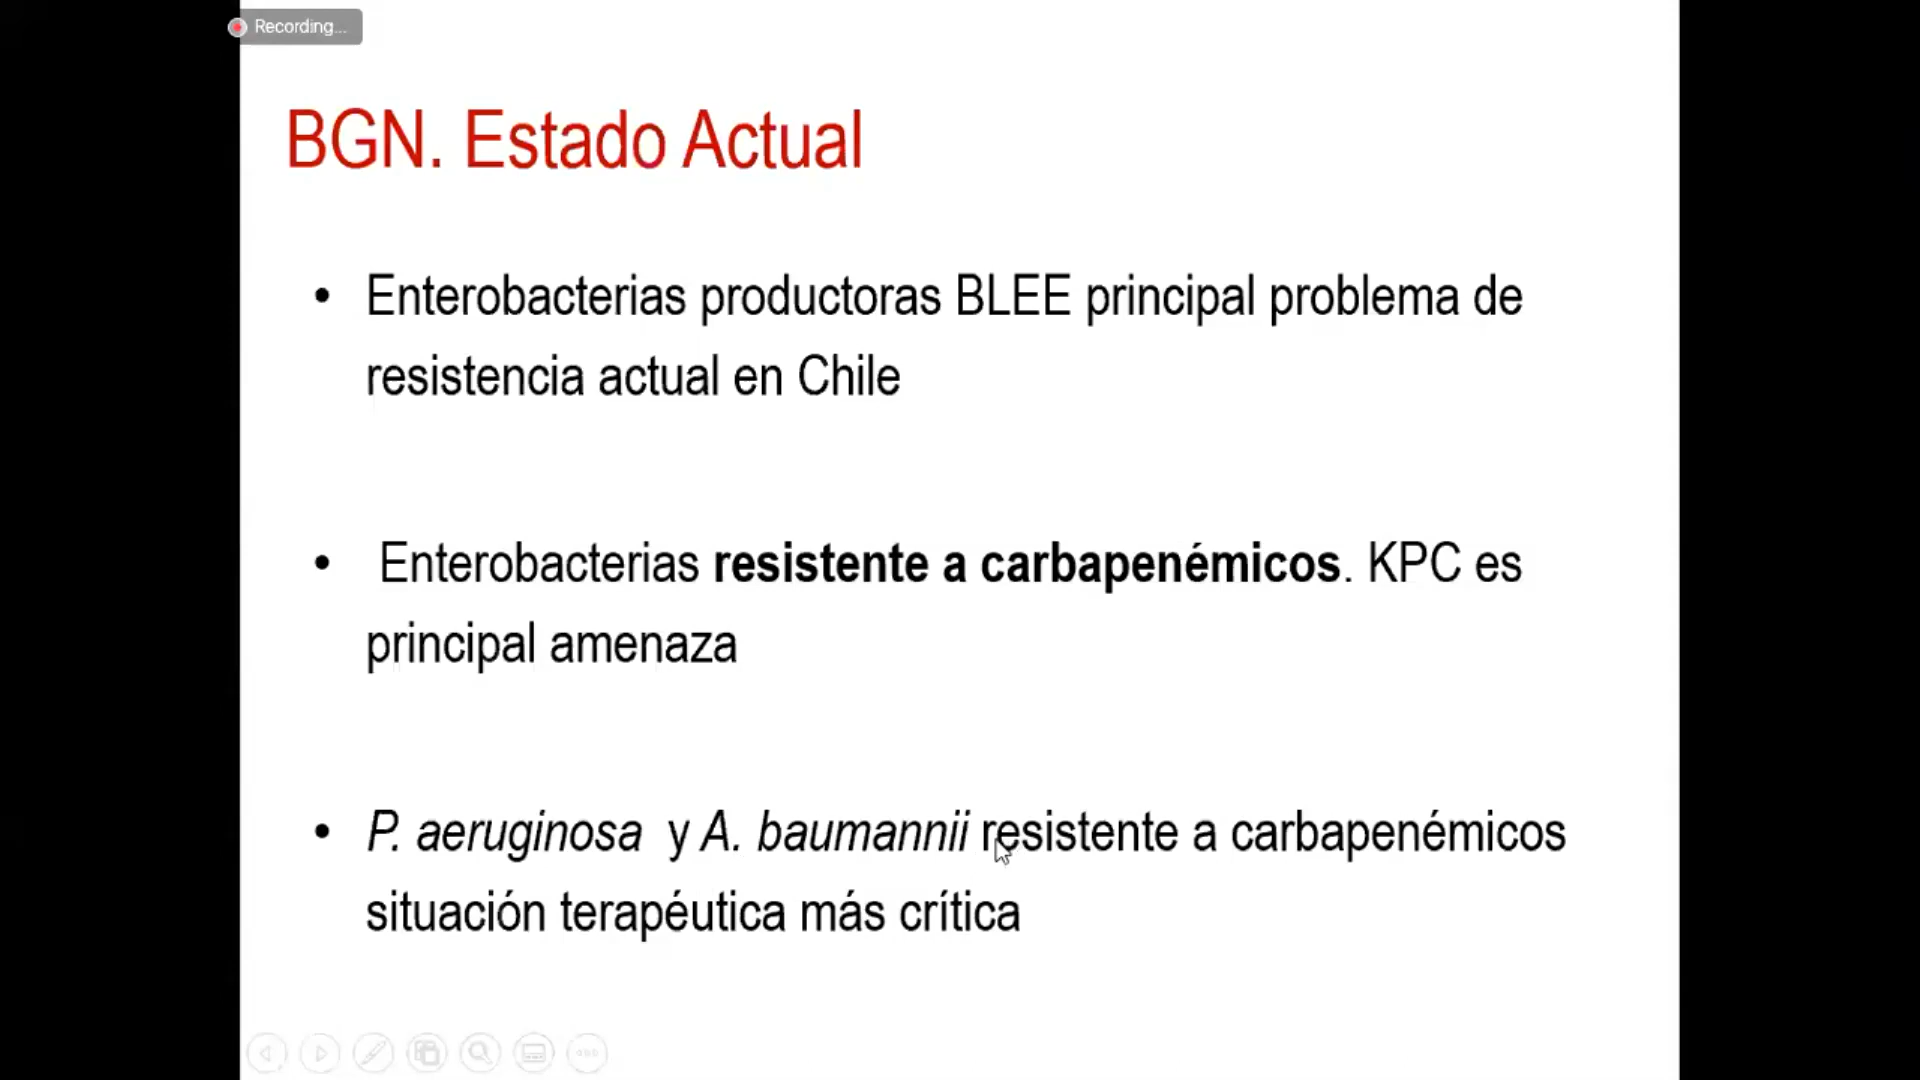 Recording...
BGN. Estado Actual
• Enterobacterias productoras BLEE principal problema de
resistencia actual en Chile
• Enterobacterias resistente a carbapenémicos. KPC es
principal amenaza
• P. aeruginosa y A. baumannii resistente a carbapenémicos
situación terapéutica más crítica